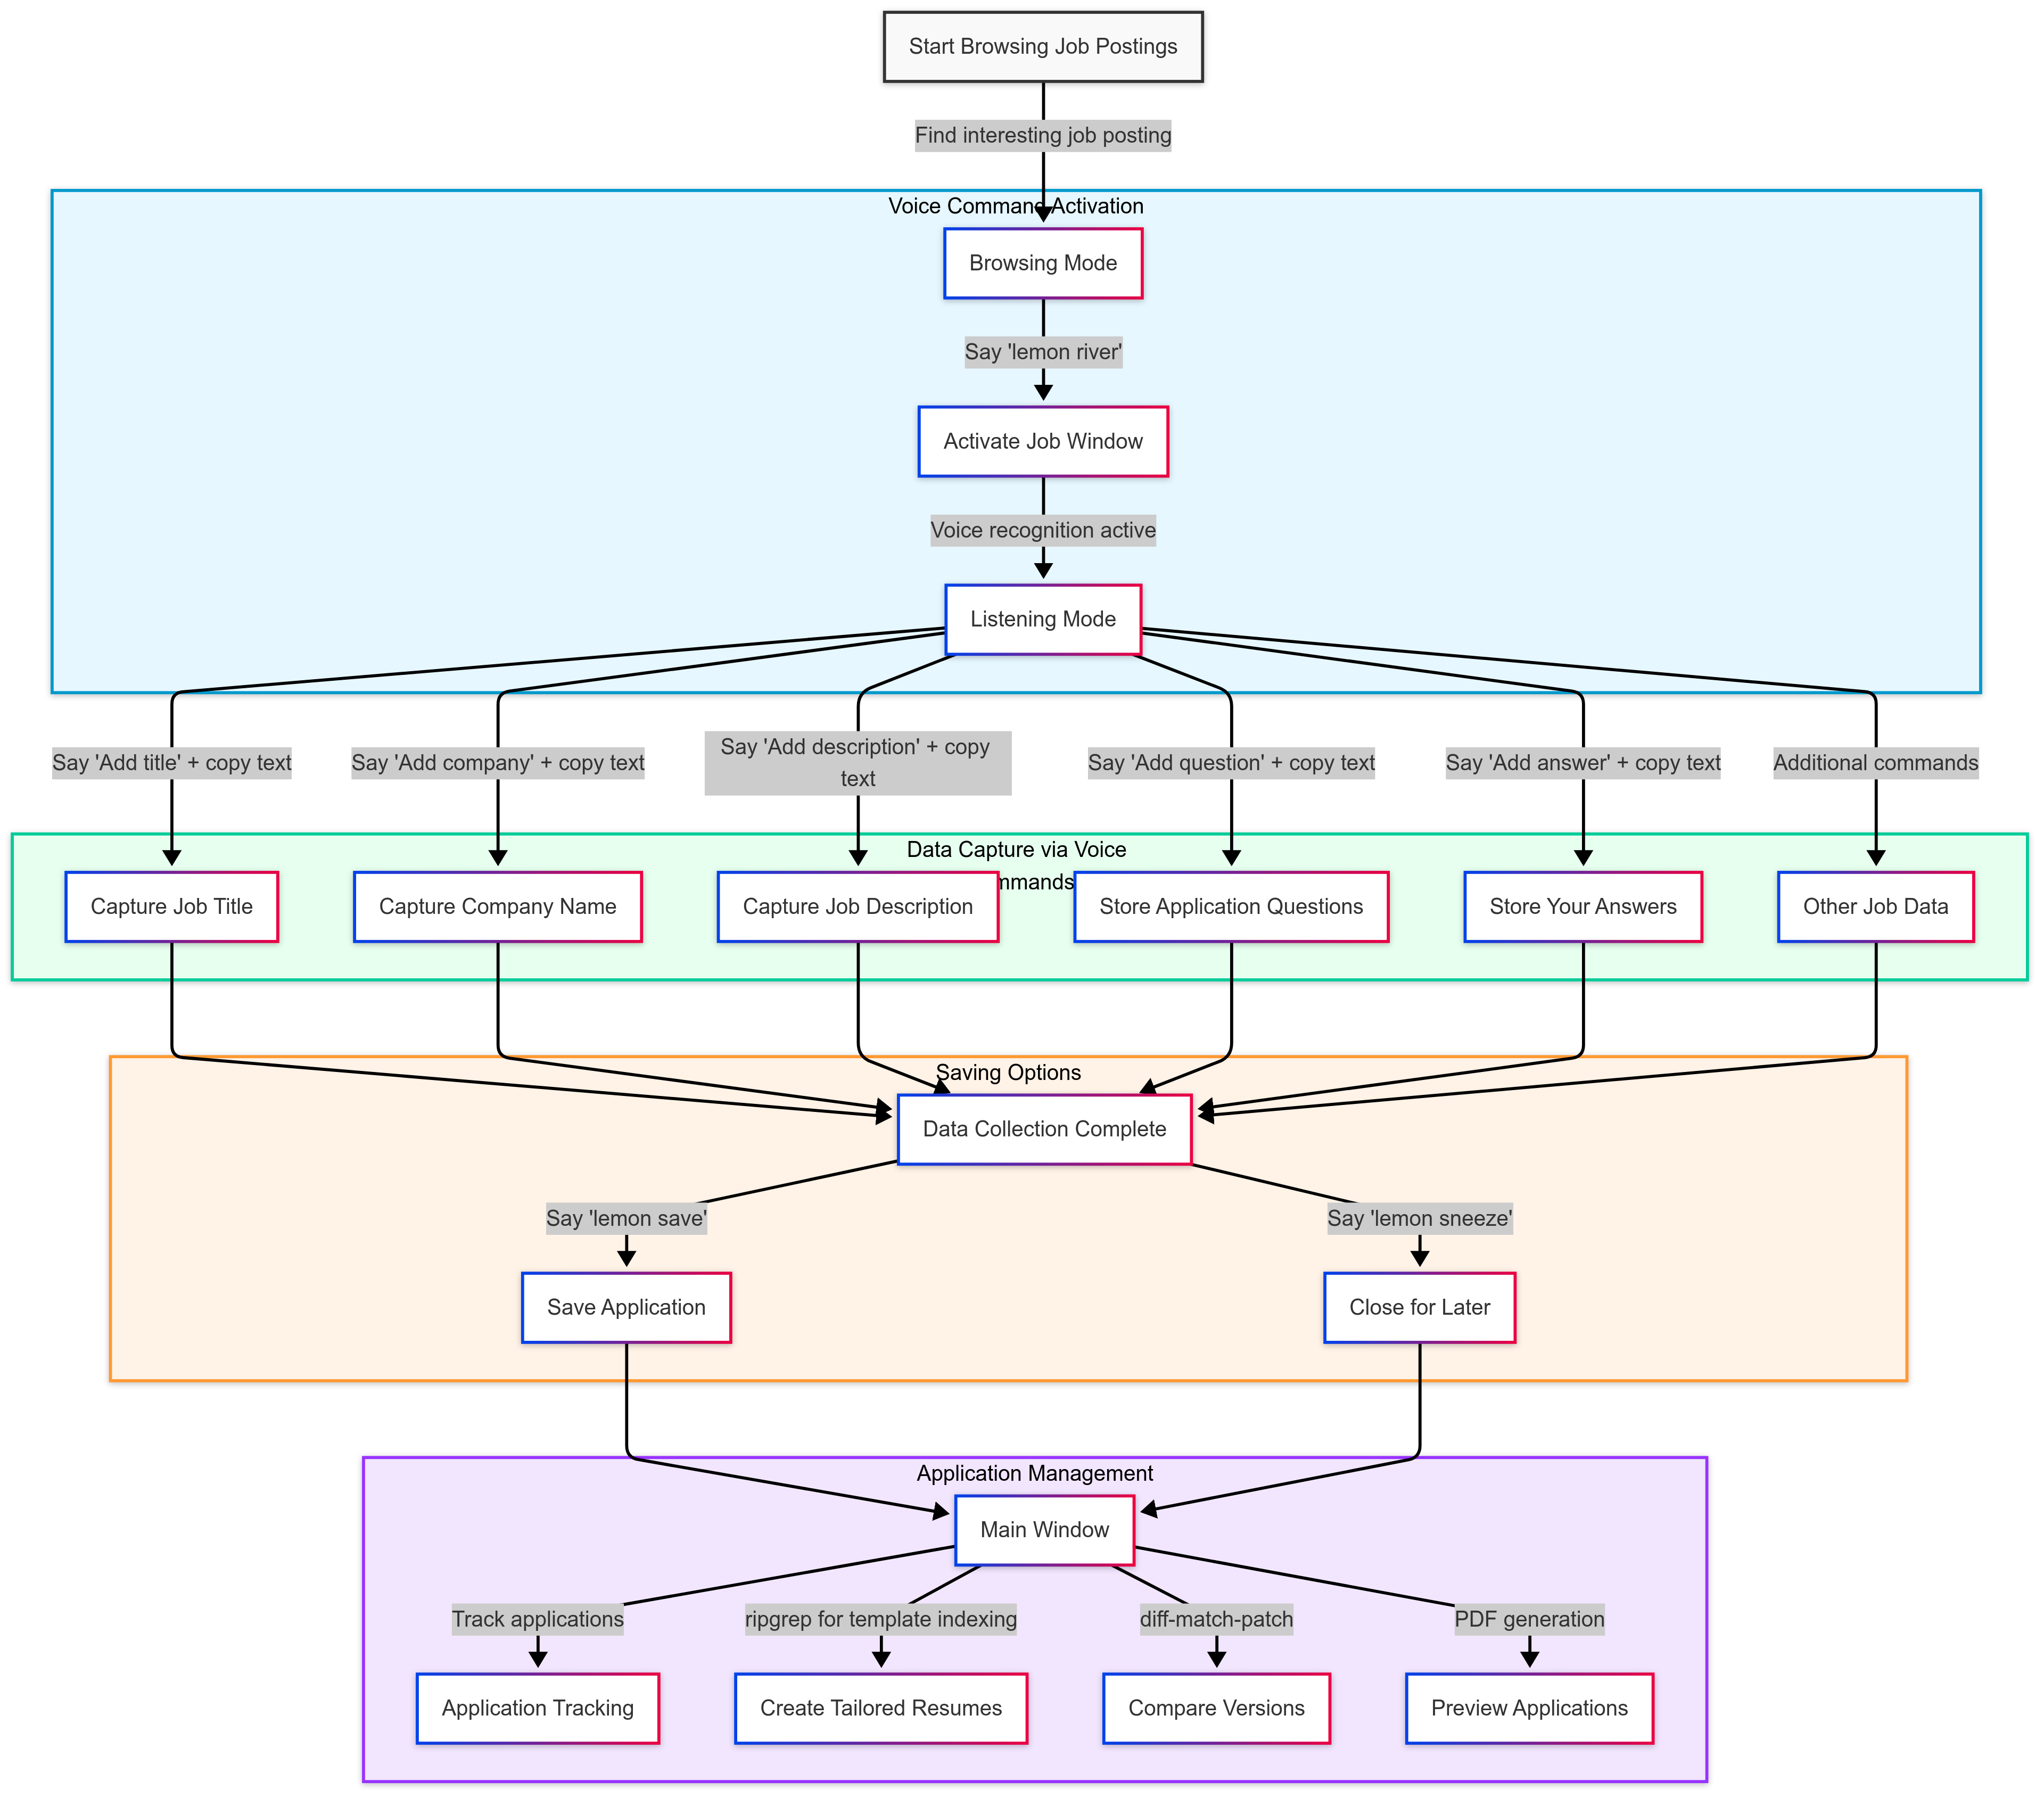 Start Browsing Job Postings
Find interesting job posting
Voice Command Activation
Browsing Mode
Say 'lemon river'
Activate Job Window
Voice recognition active
Listening Mode
Say 'Add title' + copy text
Say 'Add company' + copy text
Say 'Add description' + copy
text
Say 'Add question' + copy text
Say 'Add answer' + copy text
Additional commands
Data Capture via Voice
mmands
Capture Job Title
Capture Company Name
Capture Job Description
Store Application Questions
Store Your Answers
Other Job Data
Saving Options
Data Collection Complete
Say 'lemon save'
Say 'lemon sneeze'
Save Application
Close for Later
Application Management
Main Window
Track applications
ripgrep for template indexing
diff-match-patch
PDF generation
Application Tracking
Create Tailored Resumes
Compare Versions
Preview Applications